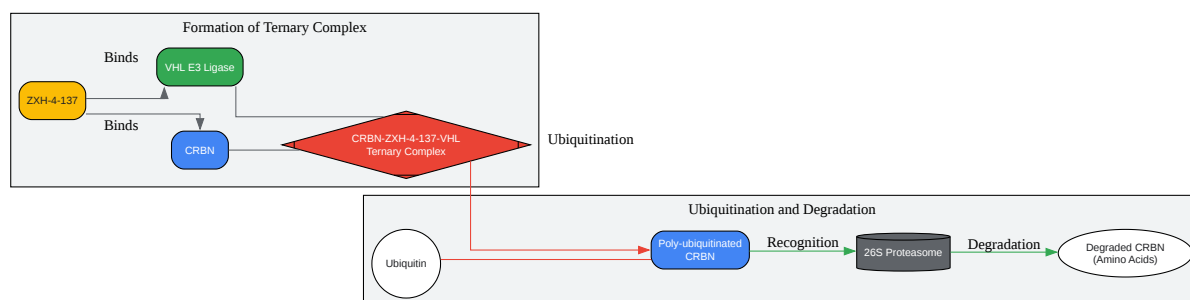 Formation of Ternary Complex
Binds
VHL E3 Ligase
ZXH-4-137
Binds
CRBN
CRBN-ZXH-4-137-VHL
Ternary Complex
Ubiquitination
Ubiquitination and Degradation
Ubiquitin
Poly-ubiquitinated
CRBN
Recognition
26S Proteasome
Degradation
Degraded CRBN
(Amino Acids)